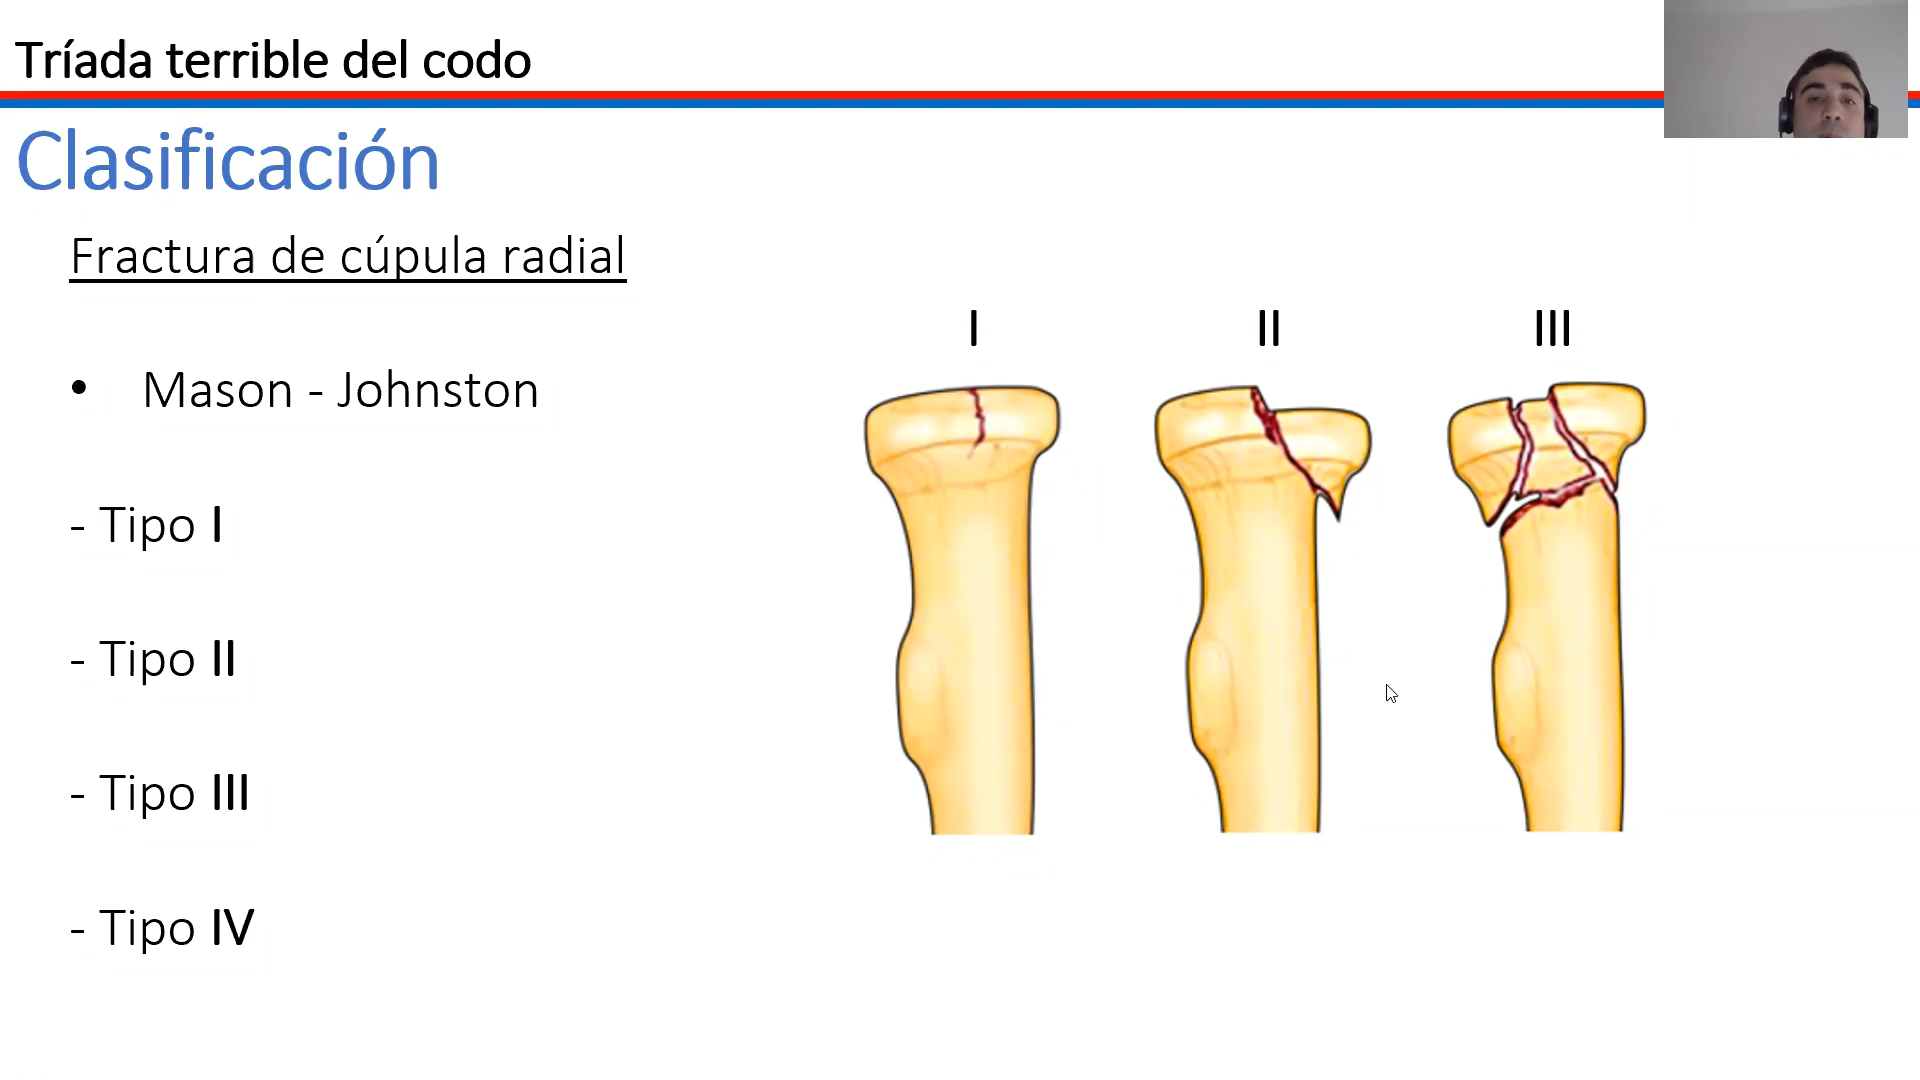 Tríada terrible del codo
Clasificación
Fractura de cúpula radial
• Mason - Johnston
I II III
- Tipo I
- Tipo II
- Tipo III
- Tipo IV